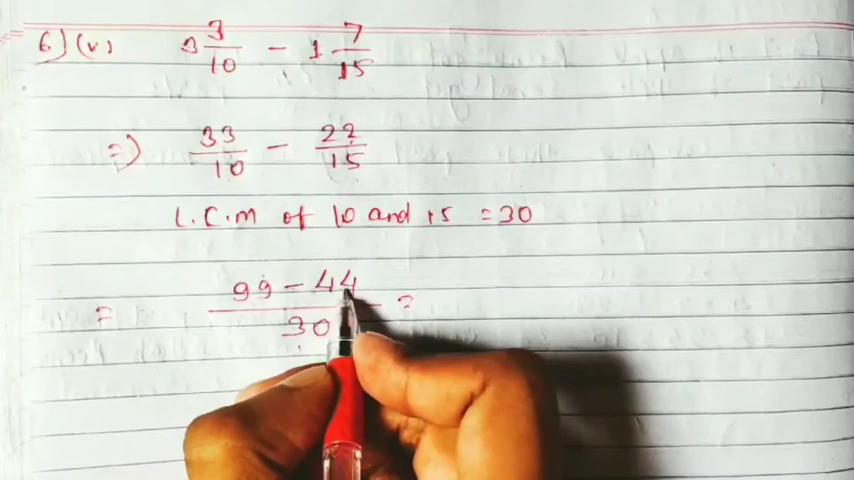 6)(v) 3 3/10 - 1 7/15
=) 33/10 - 22/15
L.C.M of 10 and 15 = 30
= 99 - 44/30 =